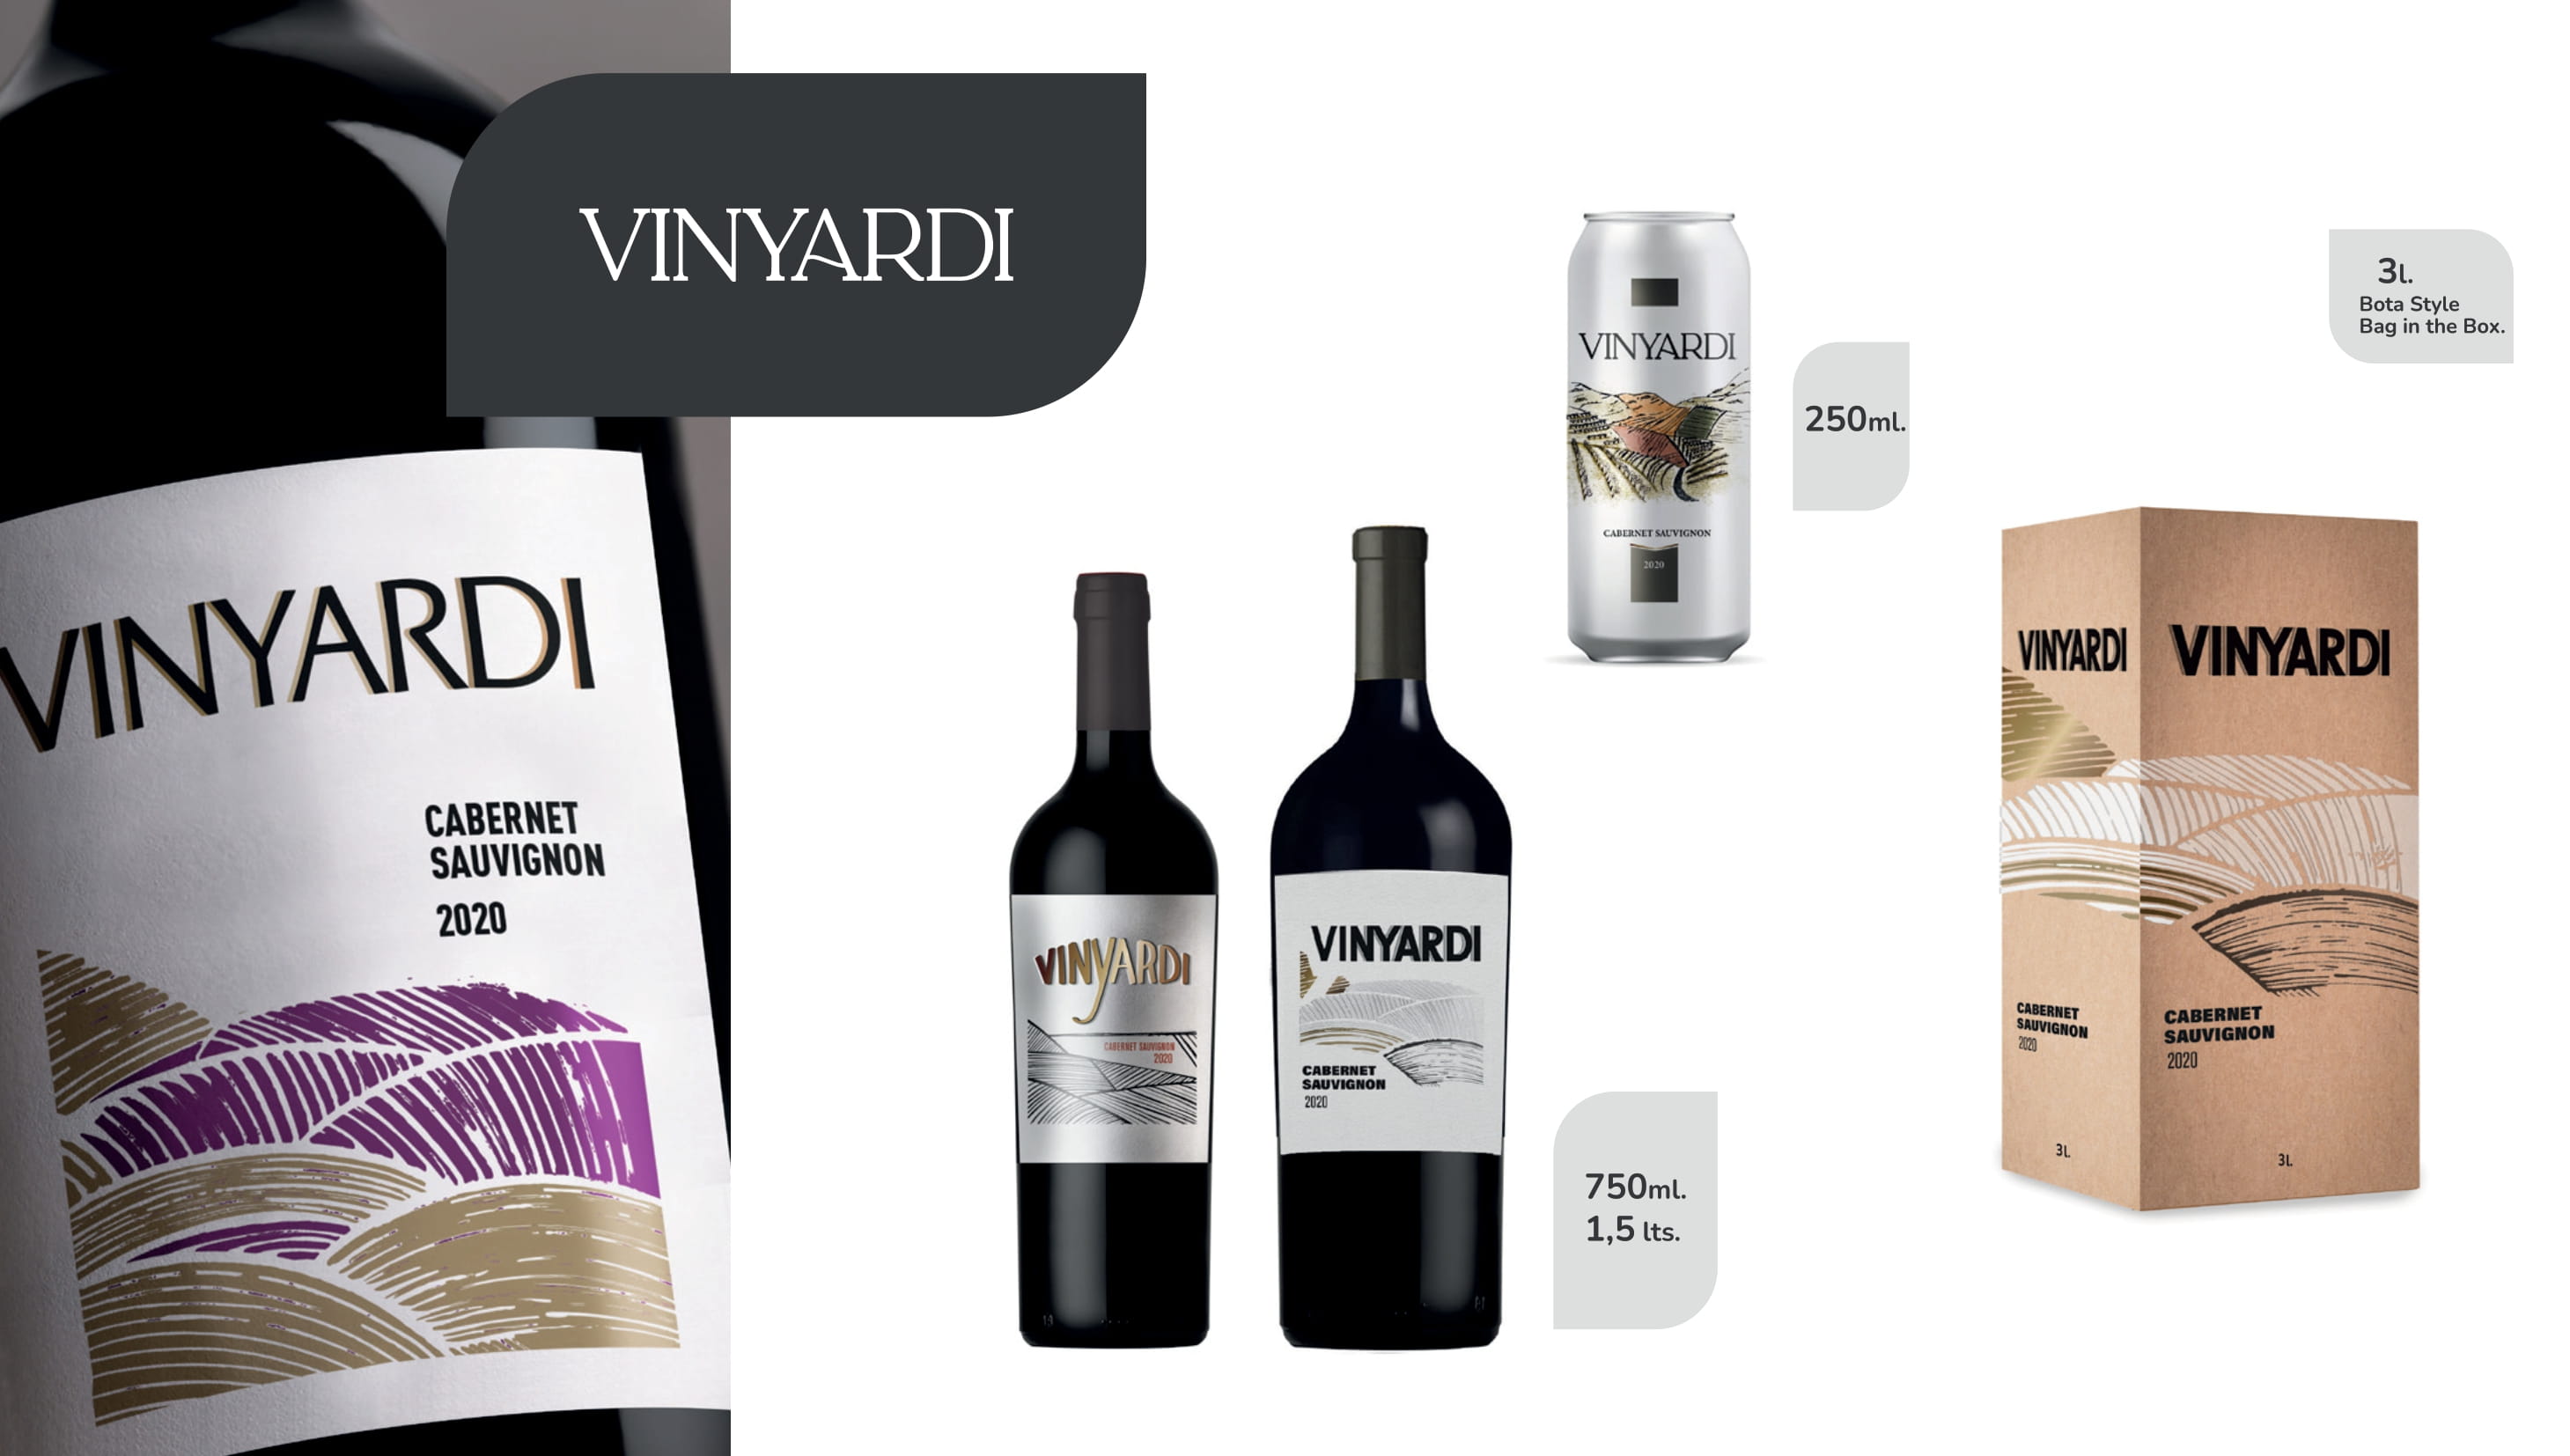 VINYARDI
VINYARDI
CABERNET
SAUVIGNON
2020
VINYARDI
CABERNET SAUVIGNON
2020
VINYARDI
CABERNET
SAUVIGNON
2020
750ml.
1,5 lts.
VINYARDI
CABERNET SAUVIGNON
2020
250ml.
3l.
Bota Style
Bag in the Box.
VINYARDI
CABERNET
SAUVIGNON
2020
3L.
VINYARDI
CABERNET
SAUVIGNON
2020
3L.